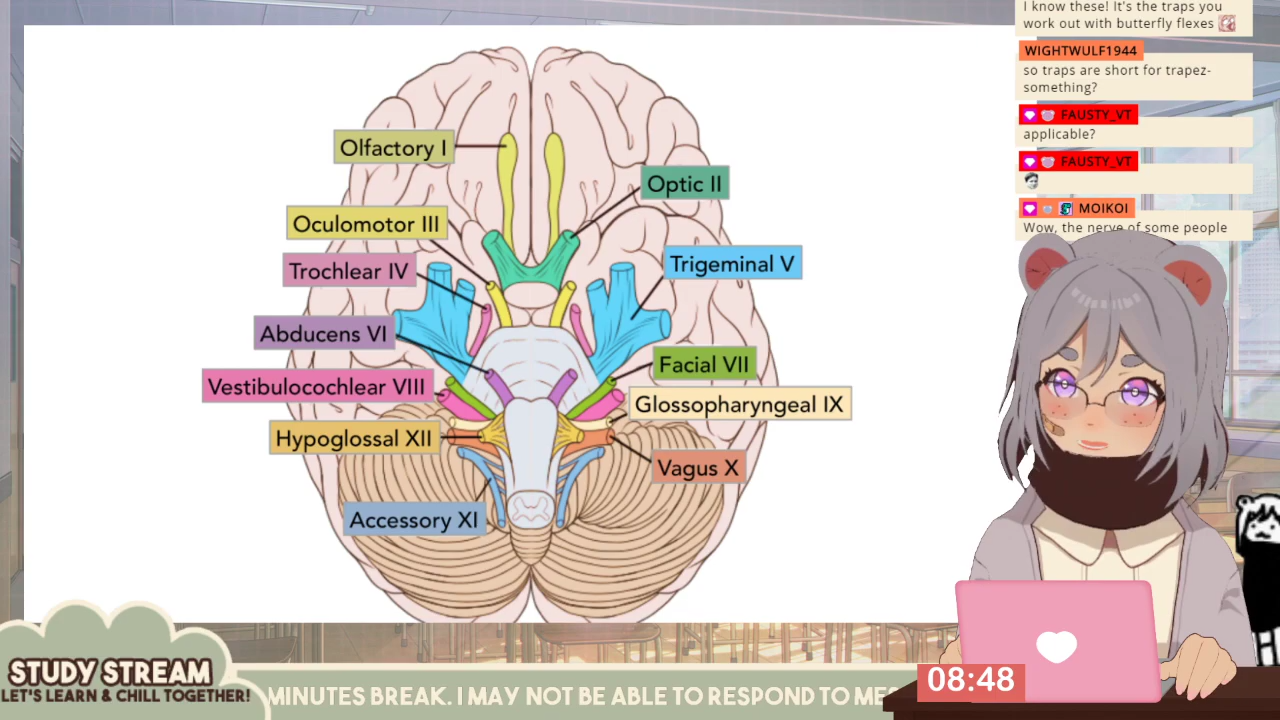 Olfactory I
Optic II
Oculomotor III
Trigeminal V
Trochlear IV
Abducens VI
Facial VII
Vestibulocochlear VIII
Glossopharyngeal IX
Hypoglossal XII
Vagus X
Accessory XI
I know these! It's the traps you
work out with butterfly flexes
WIGHTWULF1944
so traps are short for trapez-
something?
FAUSTY_VT
applicable?
FAUSTY_VT
MOIKOI
Wow, the nerve of some people
STUDY STREAM
LET'S LEARN & CHILL TOGETHER!
MINUTES BREAK. I MAY NOT BE ABLE TO RESPOND TO
08:48